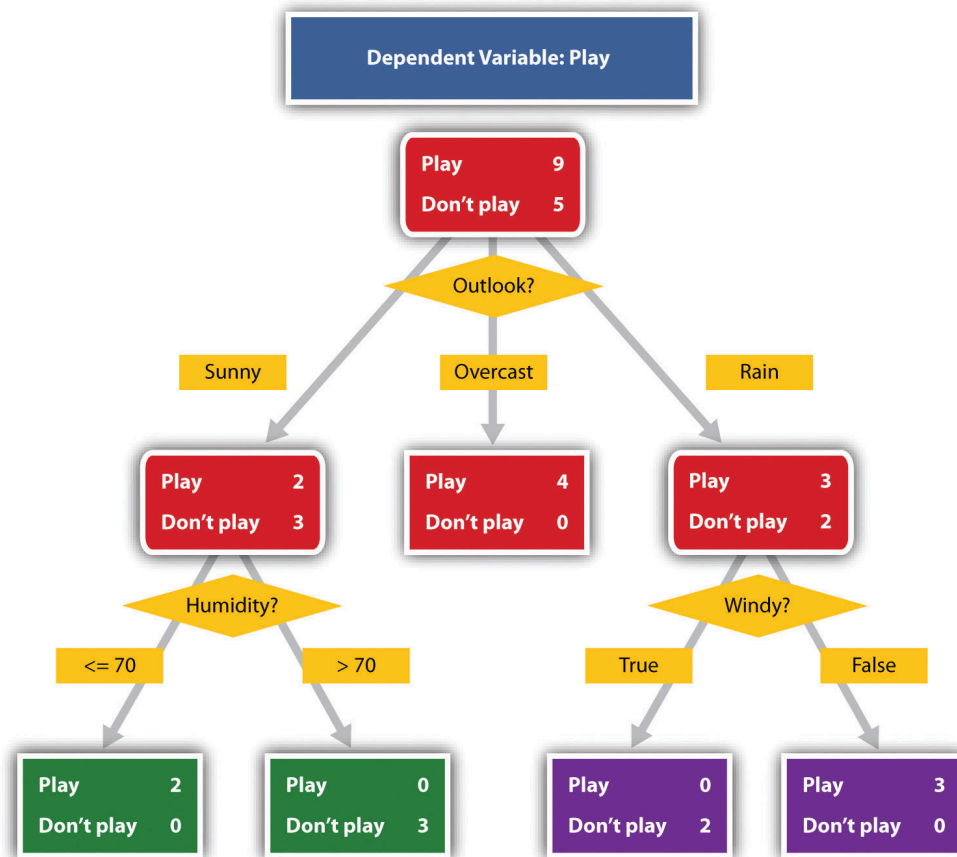 Dependent Variable: Play
Play 9
Don’t play 5
Outlook?
Sunny
Overcast
Rain
Play 2
Don’t play 3
Play 4
Don’t play 0
Play 3
Don’t play 2
Humidity?
Windy?
<= 70
> 70
True
False
Play 2
Don’t play 0
Play 0
Don’t play 3
Play 0
Don’t play 2
Play 3
Don’t play 0